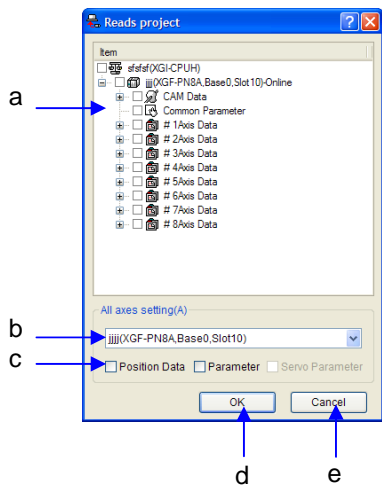 Reads project
Item
sfsfsf(XGI-CPUH)
jjjj(XGF-PN8A,Base0,Slot10)-Online
CAM Data
a
Common Parameter
# 1Axis Data
# 2Axis Data
# 3Axis Data
# 4Axis Data
# 5Axis Data
# 6Axis Data
# 7Axis Data
# 8Axis Data
All axes setting(A)
b
jjjj(XGF-PN8A,Base0,Slot10)
c
Position Data Parameter Servo Parameter
OK Cancel
d e